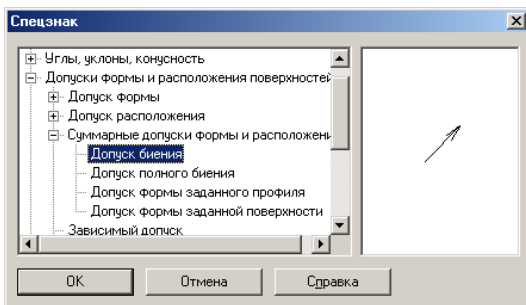 Спецзнак
Углы, уклоны, конусность
Допуски формы и расположения поверхностей
Допуск формы
Допуск расположения
Суммарные допуски формы и расположени
Допуск биения
Допуск полного биения
Допуск формы заданного профиля
Допуск формы заданной поверхности
Зависимый допуск
OK
Отмена
Справка